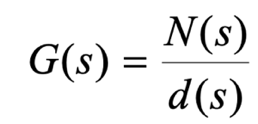 G(s) = N(s) / d(s)